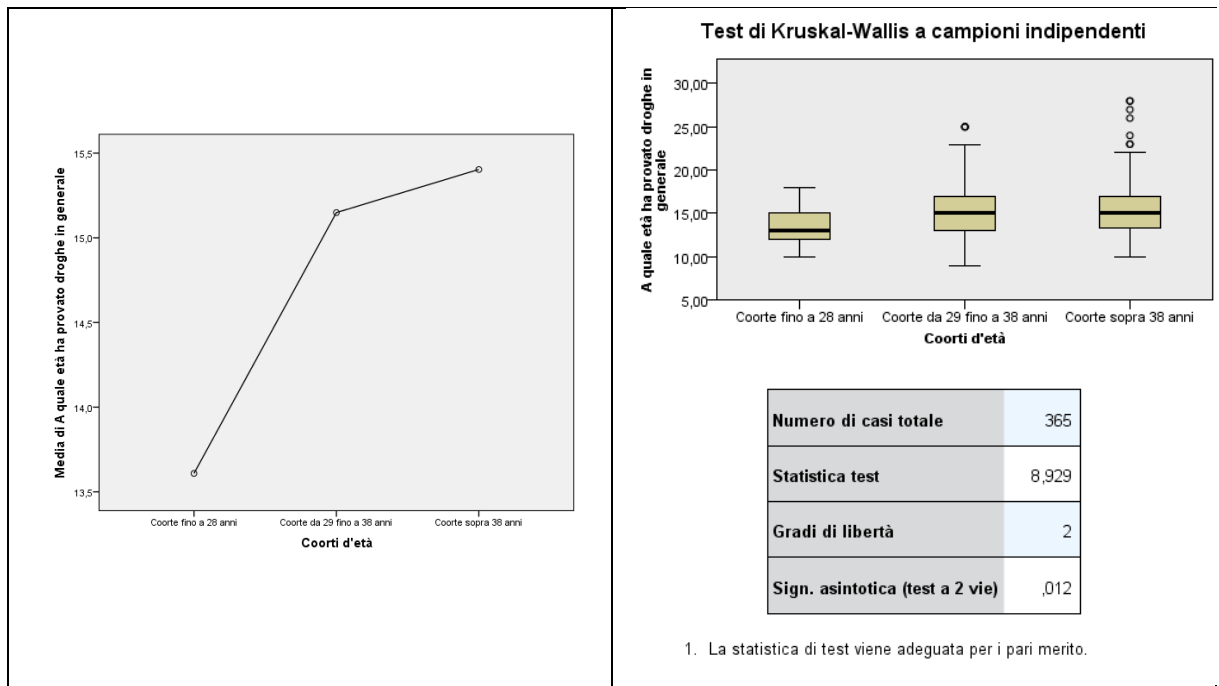 Media di A quale età ha provato droghe in generale
15,5
15,0
14,5
14,0
13,5
Coorte fino a 28 anni Coorte da 29 fino a 38 anni Coorte sopra 38 anni
Coorti d'età
Test di Kruskal-Wallis a campioni indipendenti
A quale età ha provato droghe in
generale
30,00
25,00
20,00
15,00
10,00
5,00
Coorte fino a 28 anni Coorte da 29 fino a 38 anni Coorte sopra 38 anni
Coorti d'età
Numero di casi totale 365
Statistica test 8,929
Gradi di libertà 2
Sign. asintotica (test a 2 vie) ,012
1. La statistica di test viene adeguata per i pari merito.